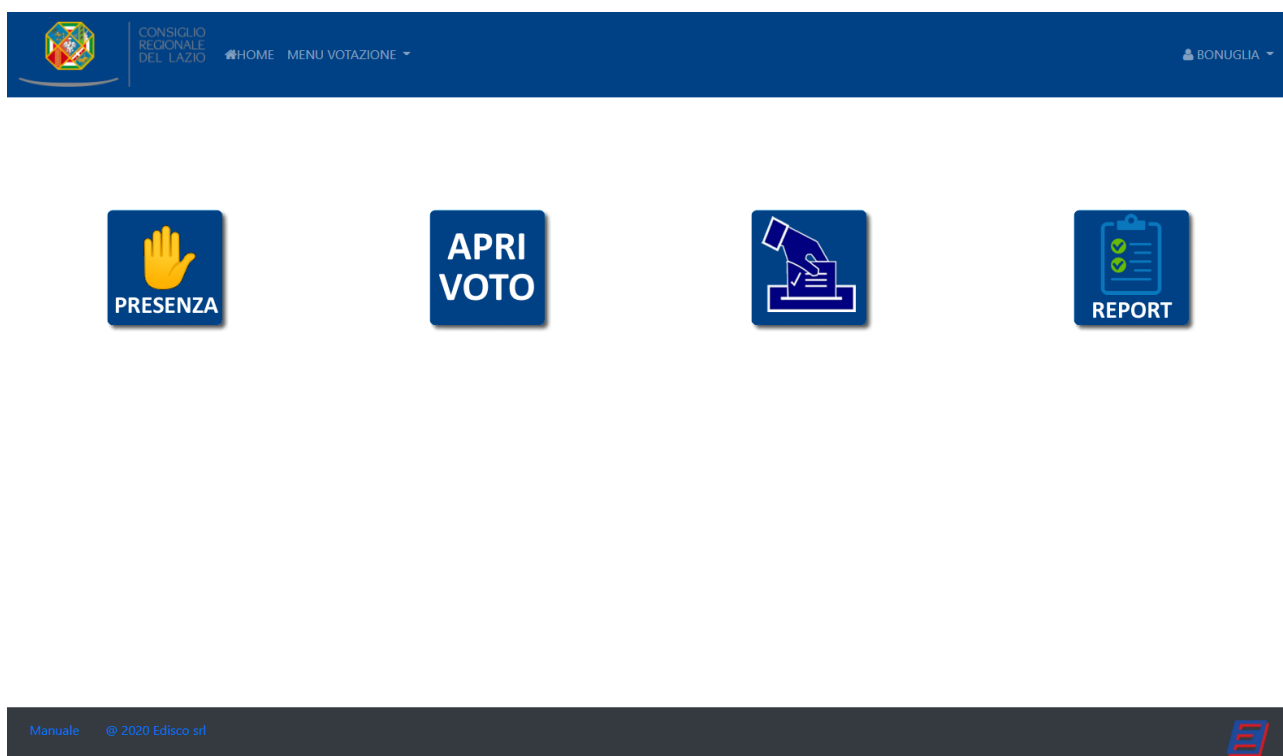 CONSIGLIO
REGIONALE
DEL LAZIO
HOME MENU VOTAZIONE
BONUGLIA
PRESENZA
APRI
VOTO
REPORT
Manuale @ 2020 Edisco srl